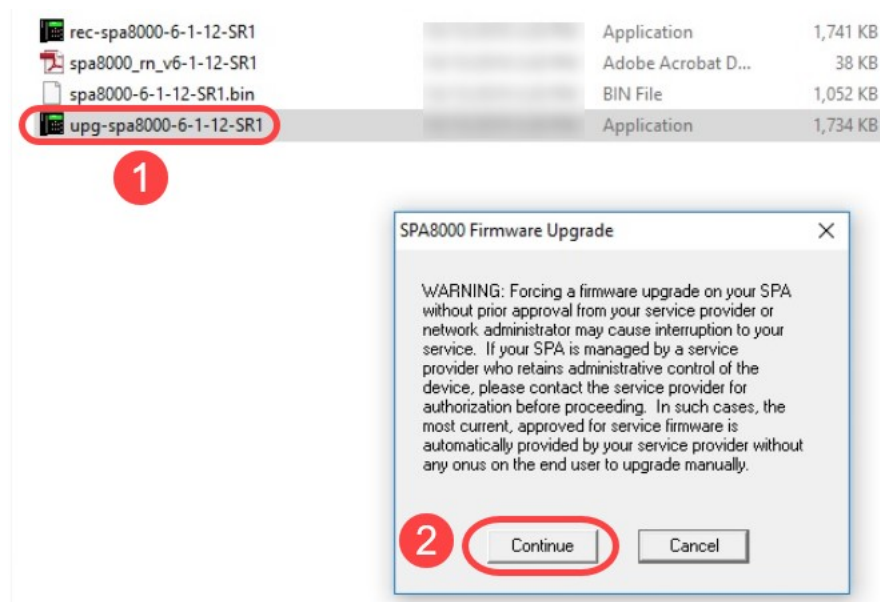 rec-spa8000-6-1-12-SR1 Application 1,741 KB
spa8000_rn_v6-1-12-SR1 Adobe Acrobat D... 38 KB
spa8000-6-1-12-SR1.bin BIN File 1,052 KB
upg-spa8000-6-1-12-SR1 Application 1,734 KB
1
SPA8000 Firmware Upgrade
WARNING: Forcing a firmware upgrade on your SPA
without prior approval from your service provider or
network administrator may cause interruption to your
service. If your SPA is managed by a service
provider who retains administrative control of the
device, please contact the service provider for
authorization before proceeding. In such cases, the
most current, approved for service firmware is
automatically provided by your service provider without
any onus on the end user to upgrade manually.
2 Continue Cancel